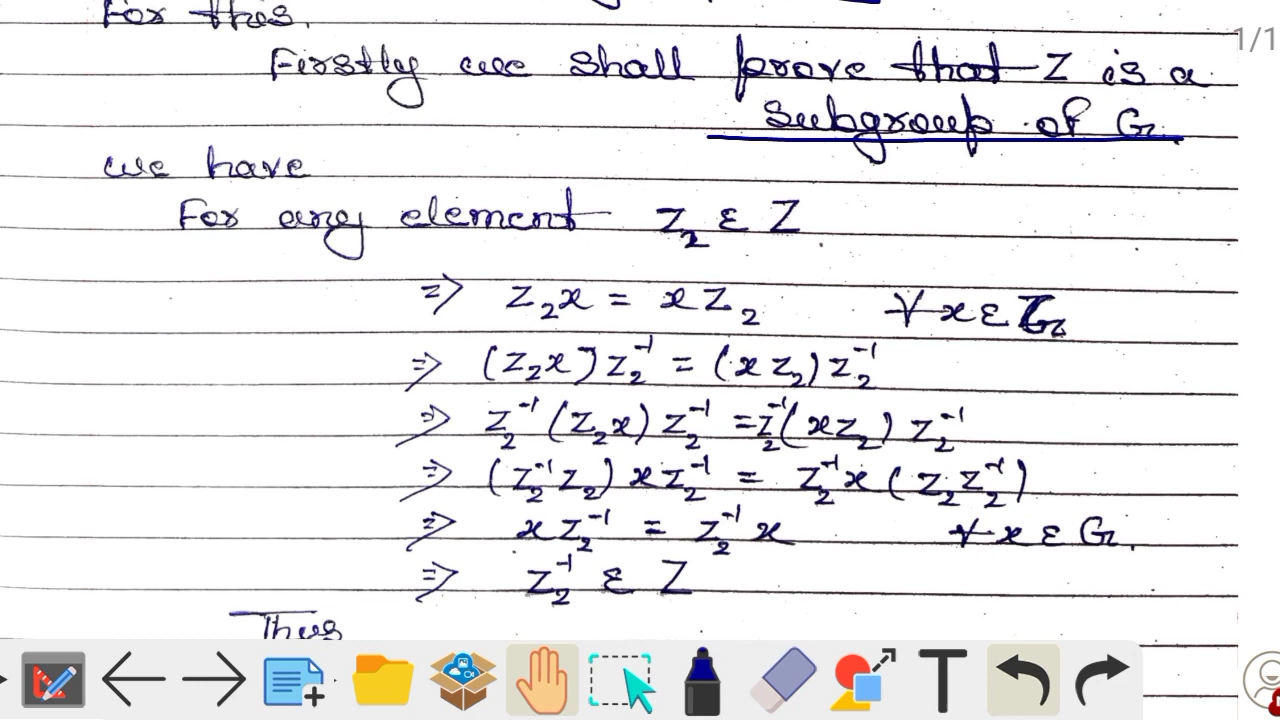 For this.
1/1
Firstly we shall prove that Z is a
subgroup of G.
we have
For any element z₂ ε Z
⇒ z₂x = xz₂ ∀ x ε G
⇒ (z₂x)z₂⁻¹ = (xz₂)z₂⁻¹
⇒ z₂⁻¹(z₂x)z₂⁻¹ = z₂⁻¹(xz₂)z₂⁻¹
⇒ (z₂⁻¹z₂)xz₂⁻¹ = z₂⁻¹x(z₂z₂⁻¹)
⇒ xz₂⁻¹ = z₂⁻¹x ∀ x ε G.
⇒ z₂⁻¹ ε Z
Thus
T